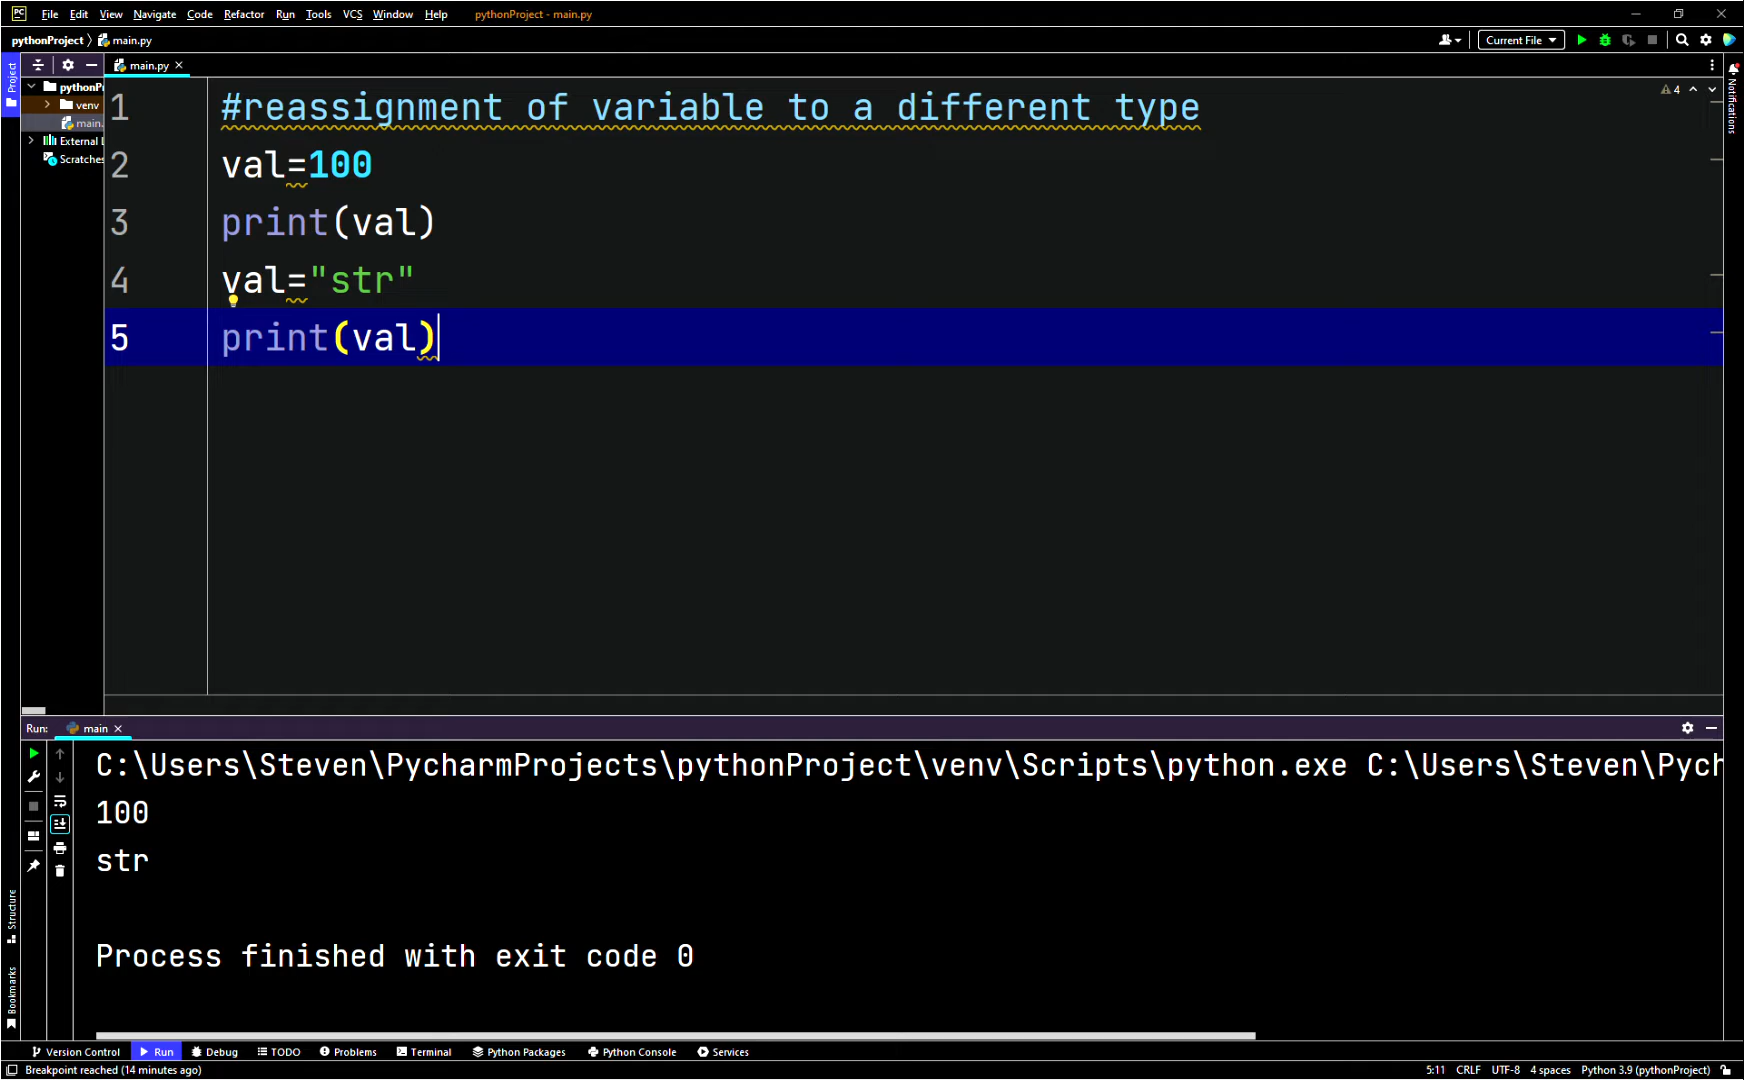 PC File Edit View Navigate Code Refactor Run Tools VCS Window Help pythonProject - main.py
pythonProject main.py Current File
main.py
Project
pythonPr
venv
main.
External L
Scratches
Notifications
4
1 #reassignment of variable to a different type
2 val=100
3 print(val)
4 val="str"
5 print(val)
Run: main
C:\Users\Steven\PycharmProjects\pythonProject\venv\Scripts\python.exe C:\Users\Steven\Pych
100
str
Process finished with exit code 0
Structure
Bookmarks
Version Control Run Debug TODO Problems Terminal Python Packages Python Console Services
Breakpoint reached (14 minutes ago) 5:11 CRLF UTF-8 4 spaces Python 3.9 (pythonProject)